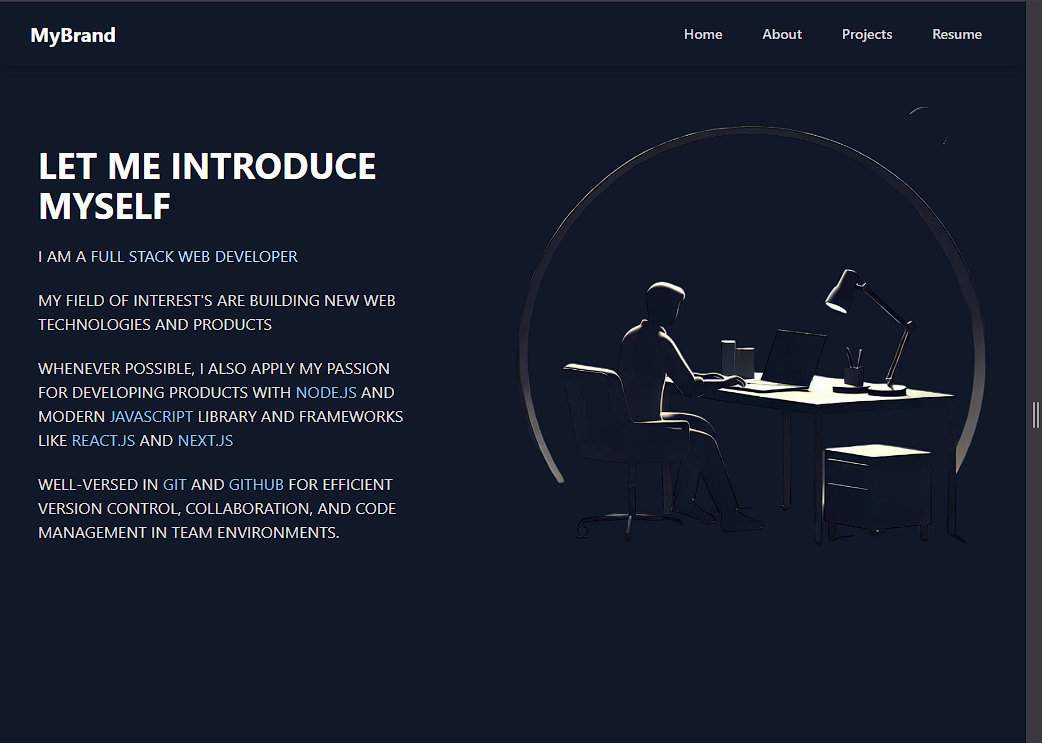 MyBrand
Home About Projects Resume
LET ME INTRODUCE
MYSELF
I AM A FULL STACK WEB DEVELOPER
MY FIELD OF INTEREST'S ARE BUILDING NEW WEB
TECHNOLOGIES AND PRODUCTS
WHENEVER POSSIBLE, I ALSO APPLY MY PASSION
FOR DEVELOPING PRODUCTS WITH NODE.JS AND
MODERN JAVASCRIPT LIBRARY AND FRAMEWORKS
LIKE REACT.JS AND NEXT.JS
WELL-VERSED IN GIT AND GITHUB FOR EFFICIENT
VERSION CONTROL, COLLABORATION, AND CODE
MANAGEMENT IN TEAM ENVIRONMENTS.